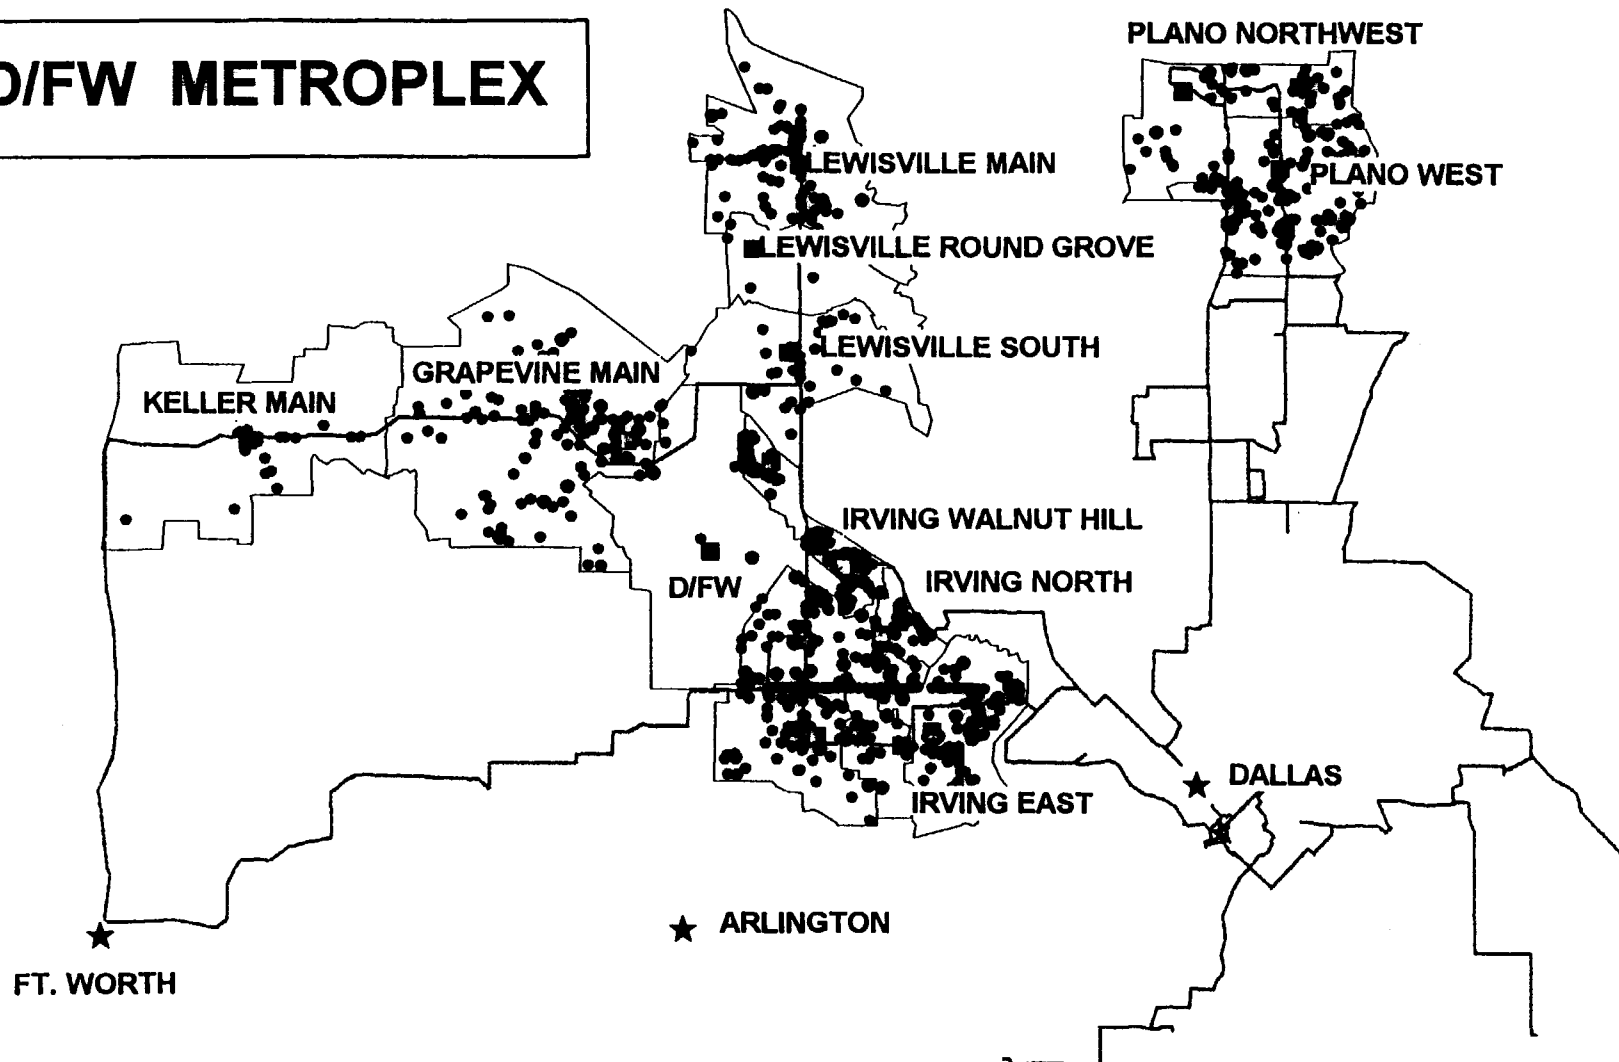 D/FW METROPLEX
PLANO NORTHWEST
LEWISVILLE MAIN
PLANO WEST
LEWISVILLE ROUND GROVE
LEWISVILLE SOUTH
GRAPEVINE MAIN
KELLER MAIN
IRVING WALNUT HILL
IRVING NORTH
D/FW
DALLAS
IRVING EAST
ARLINGTON
FT. WORTH